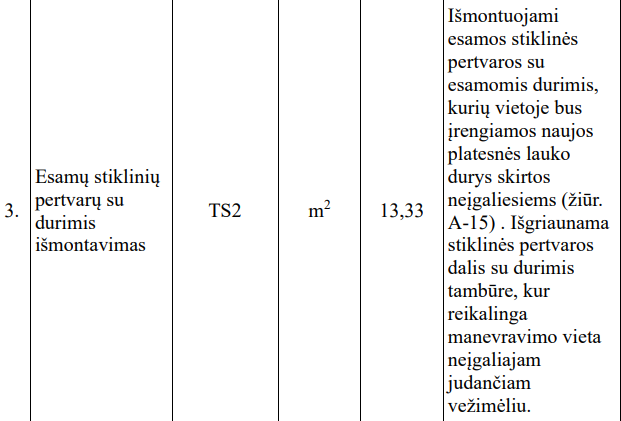 Išmontuojami
esamos stiklinės
pertvaros su
esamomis durimis,
kurių vietoje bus
įrengiamos naujos
platesnės lauko
Esamų stiklinių
pertvarų su
durimis
išmontavimas
3.
TS2
m²
13,33
durys skirtos
neįgaliesiems (žiūr.
A-15) . Išgriaunama
stiklinės pertvaros
dalis su durimis
tambūre, kur
reikalinga
manevravimo vieta
neįgaliajam
judančiam
vežimėliu.